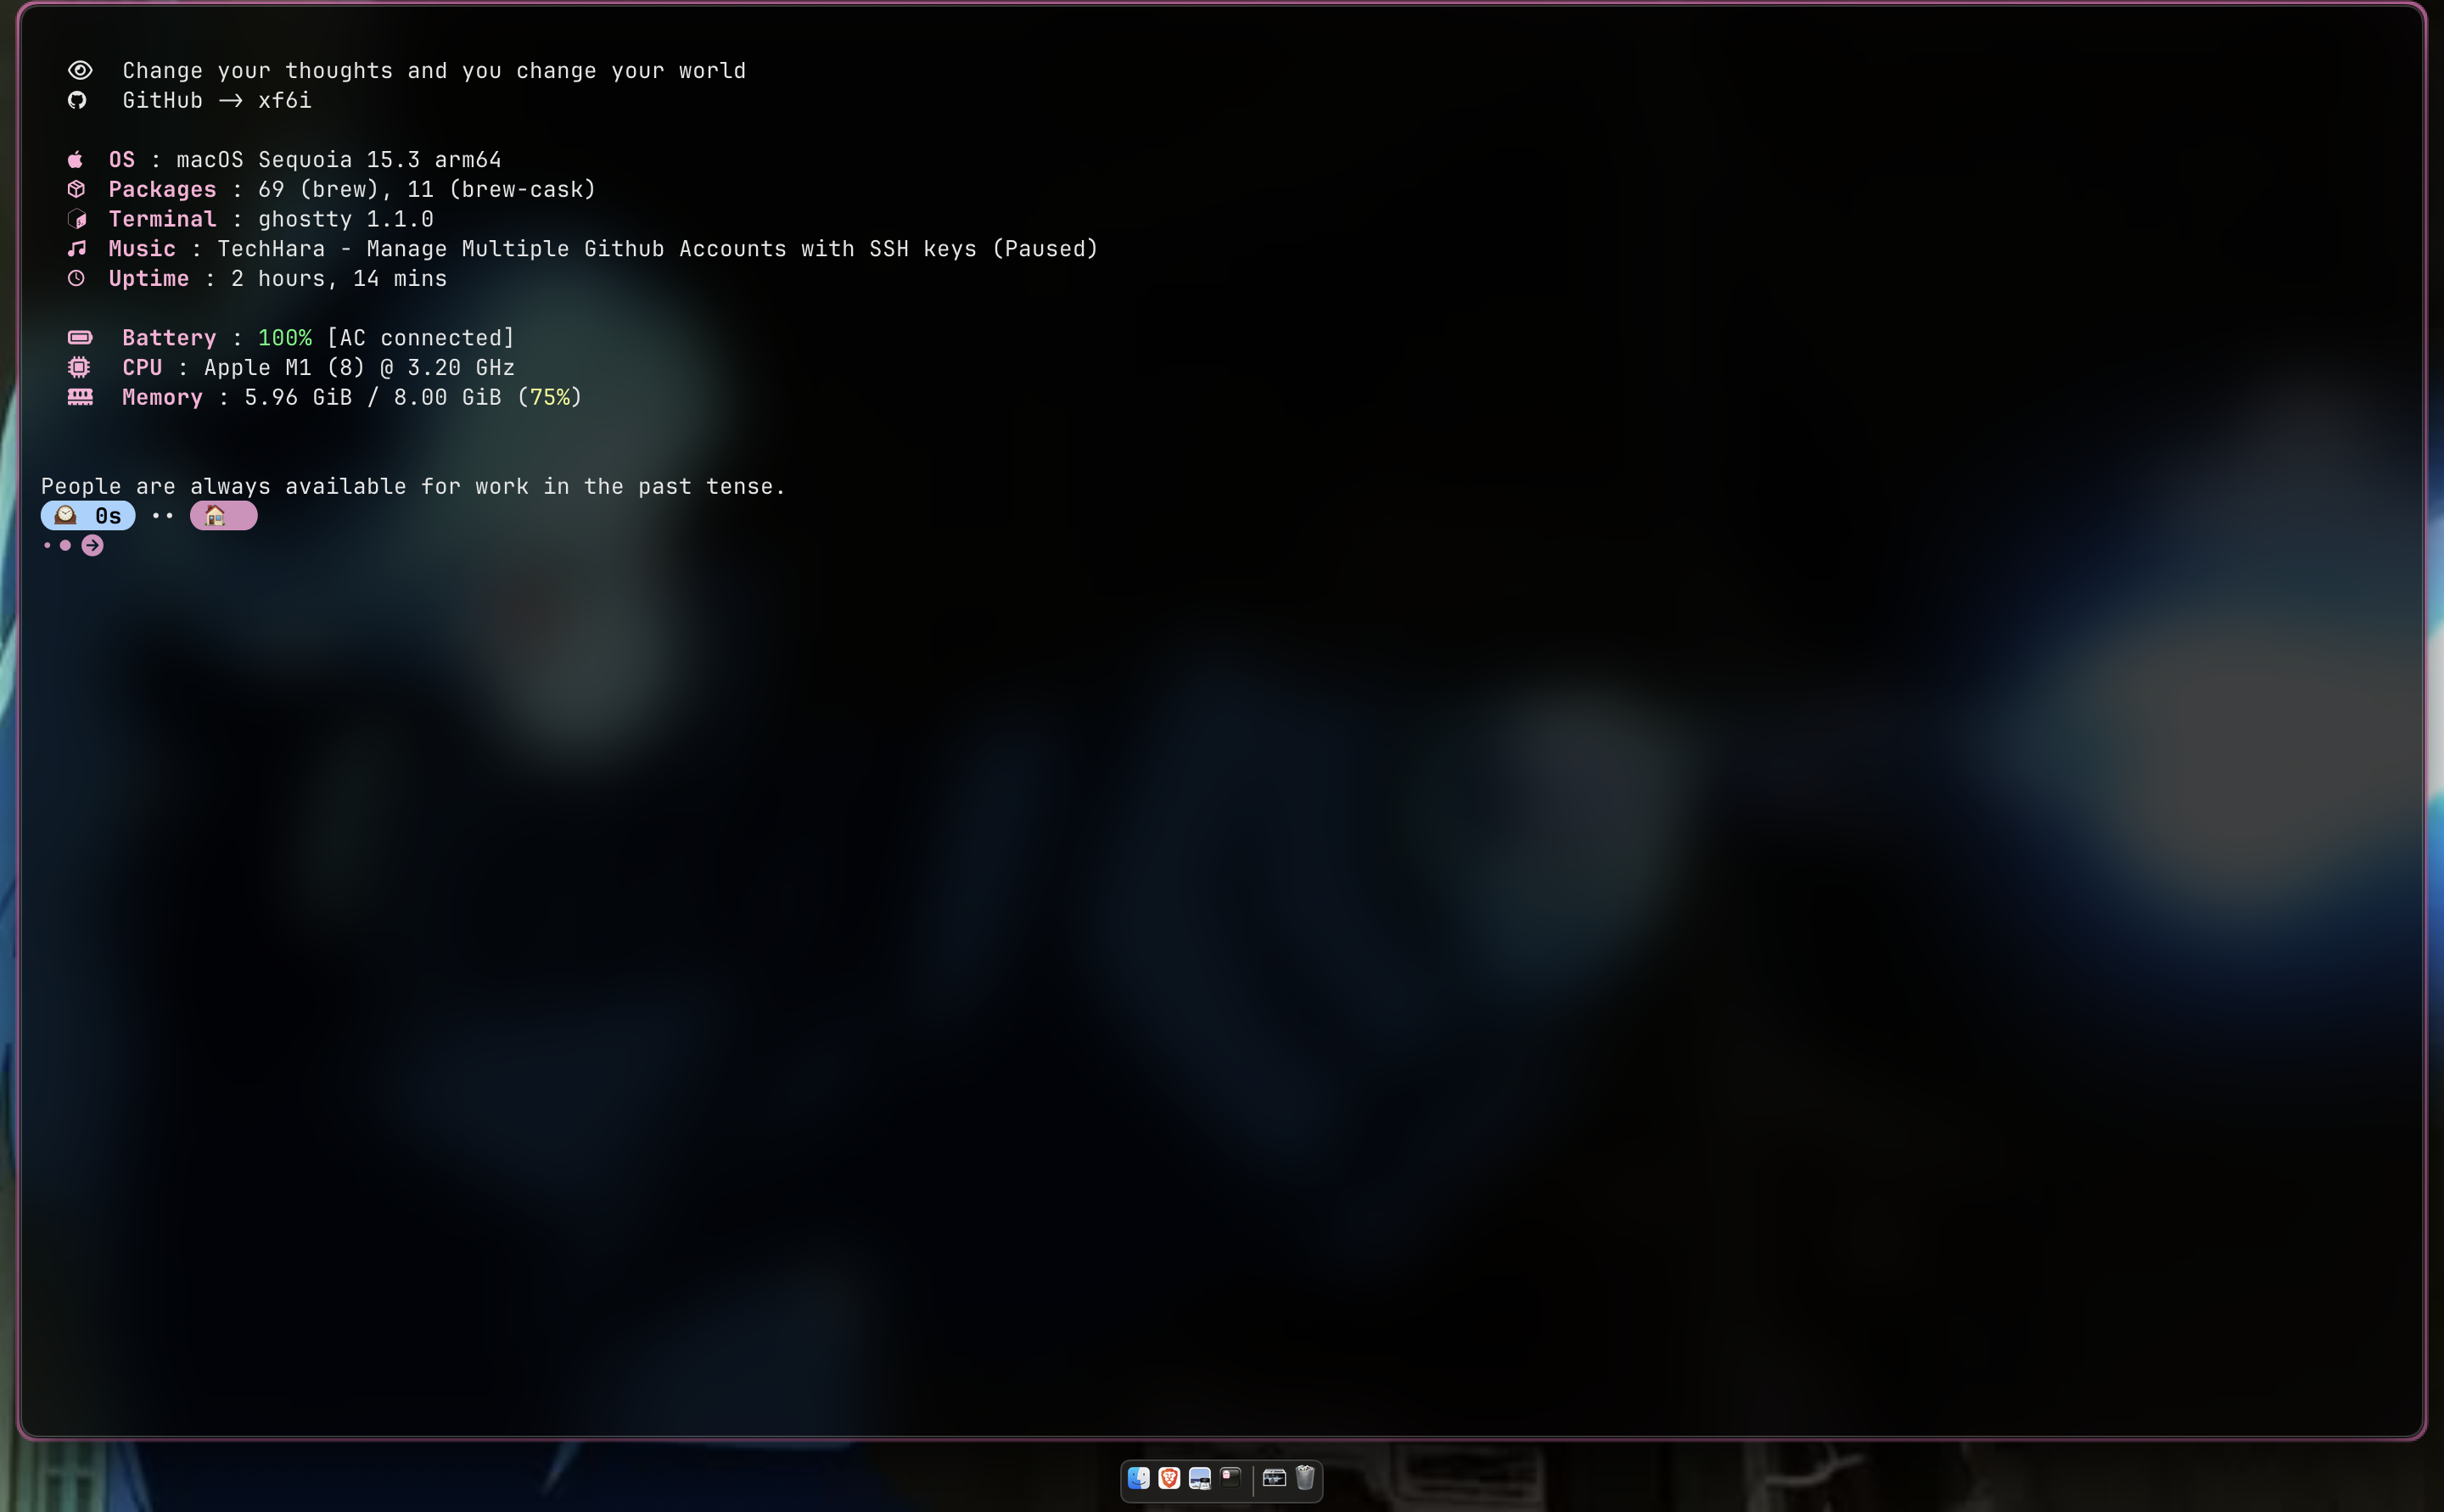 Change your thoughts and you change your world
GitHub -> xf6i
OS : macOS Sequoia 15.3 arm64
Packages : 69 (brew), 11 (brew-cask)
Terminal : ghostty 1.1.0
Music : TechHara - Manage Multiple Github Accounts with SSH keys (Paused)
Uptime : 2 hours, 14 mins
Battery : 100% [AC connected]
CPU : Apple M1 (8) @ 3.20 GHz
Memory : 5.96 GiB / 8.00 GiB (75%)
People are always available for work in the past tense.
0s ··